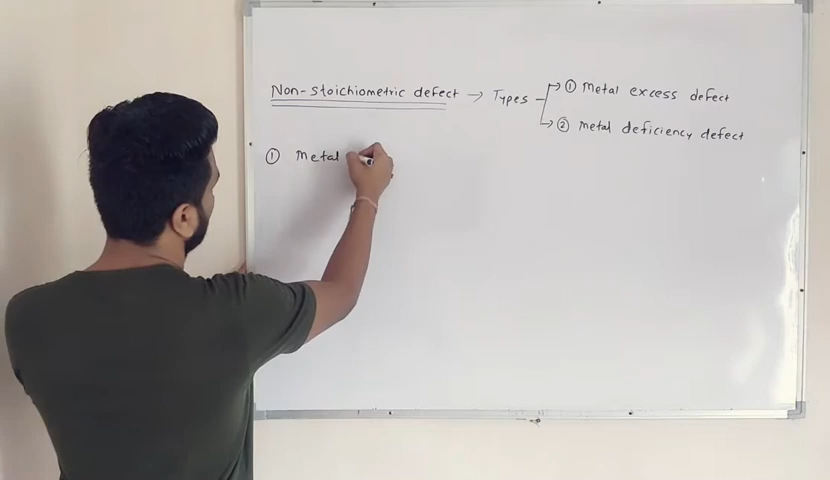 Non-stoichiometric defect → Types
① Metal excess defect
② Metal deficiency defect
① Metal